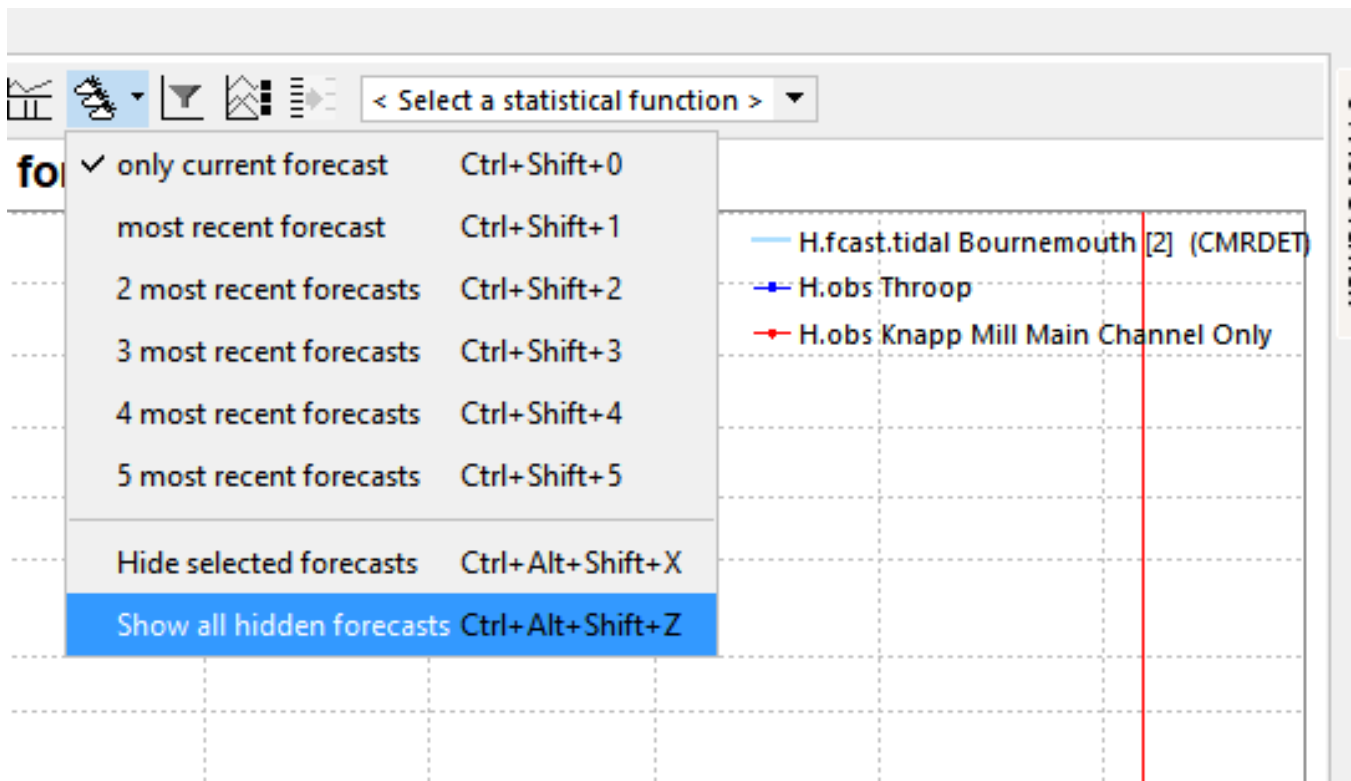 < Select a statistical function >
fo
only current forecast Ctrl+Shift+0
most recent forecast Ctrl+Shift+1
2 most recent forecasts Ctrl+Shift+2
3 most recent forecasts Ctrl+Shift+3
4 most recent forecasts Ctrl+Shift+4
5 most recent forecasts Ctrl+Shift+5
Hide selected forecasts Ctrl+Alt+Shift+X
Show all hidden forecasts Ctrl+Alt+Shift+Z
H.fcast.tidal Bournemouth [2] (CMRDET)
H.obs Throop
H.obs Knapp Mill Main Channel Only